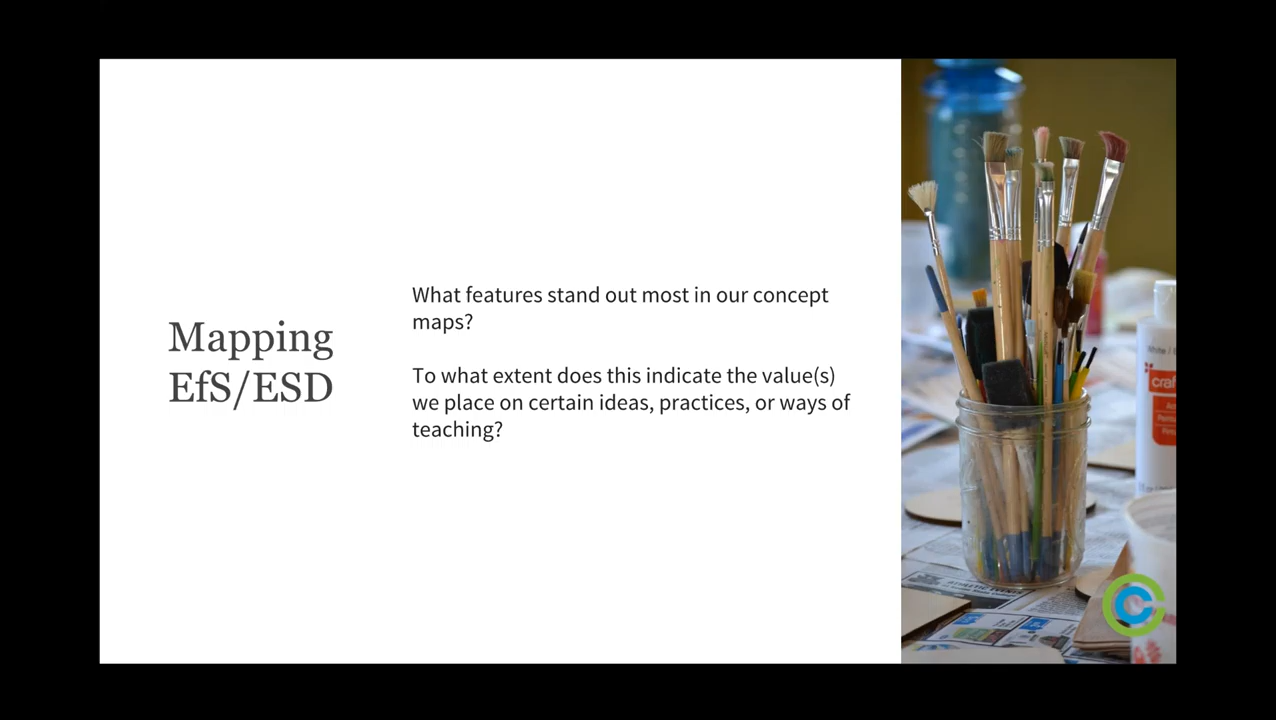 Mapping
EfS/ESD
What features stand out most in our concept
maps?
To what extent does this indicate the value(s)
we place on certain ideas, practices, or ways of
teaching?
White /